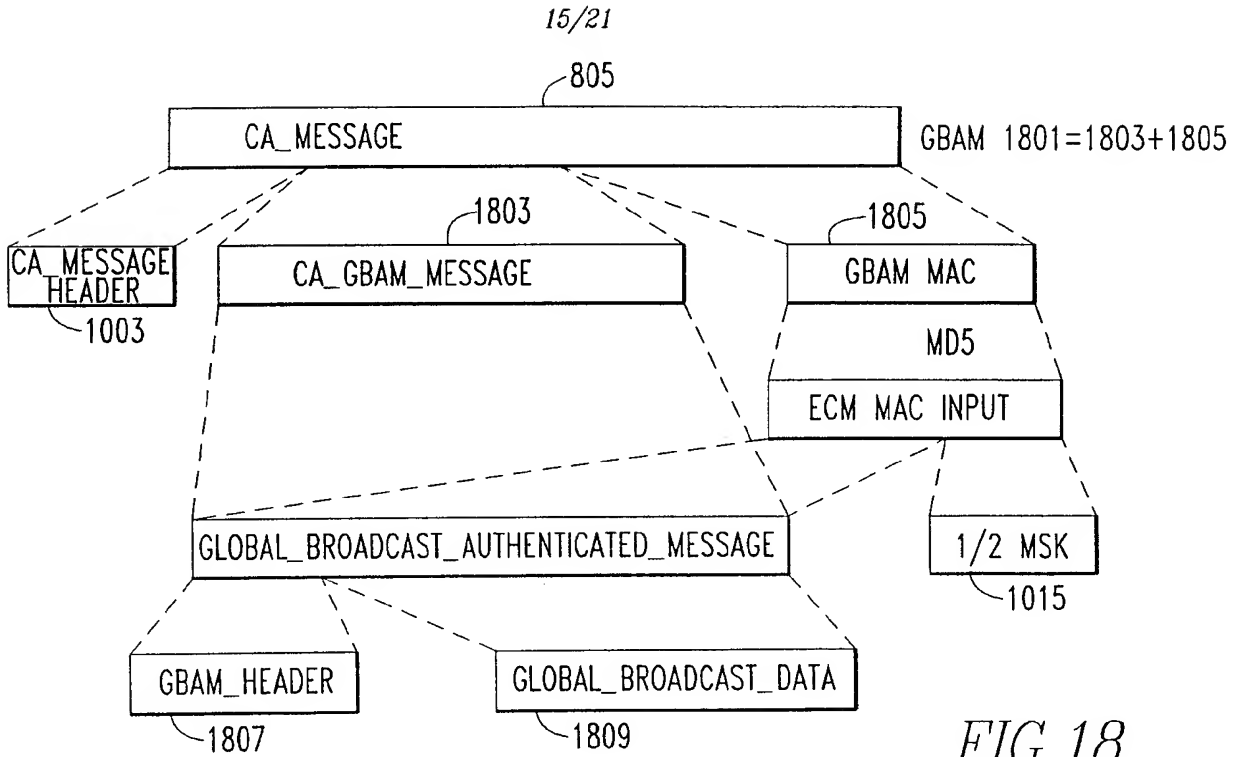 15/21
805
CA_MESSAGE
GBAM 1801=1803+1805
1803
1805
CA_MESSAGE
HEADER
CA_GBAM_MESSAGE
GBAM MAC
1003
MD5
ECM MAC INPUT
GLOBAL_BROADCAST_AUTHENTICATED_MESSAGE
1/2 MSK
1015
GBAM_HEADER
GLOBAL_BROADCAST_DATA
1807
1809
FIG. 18